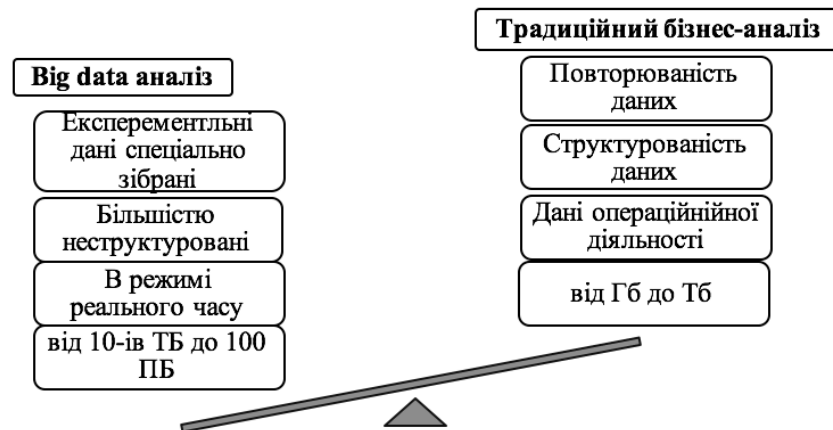 Big data аналіз
Експерементльні
дані спеціально
зібрані
Більшістю
неструктуровані
В режимі
реального часу
від 10-ів ТБ до 100
ПБ
Традиційний бізнес-аналіз
Повторюваність
даних
Структурованість
даних
Дані операційнійної
діяльності
від Гб до Тб